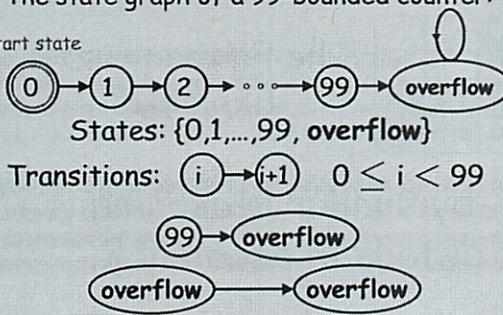 The state graph of a 99-bounded counter:
art state
0 1 2 99 overflow
States: {0,1,...,99, overflow}
Transitions: i i+1 0 ≤ i < 99
99 overflow
overflow overflow